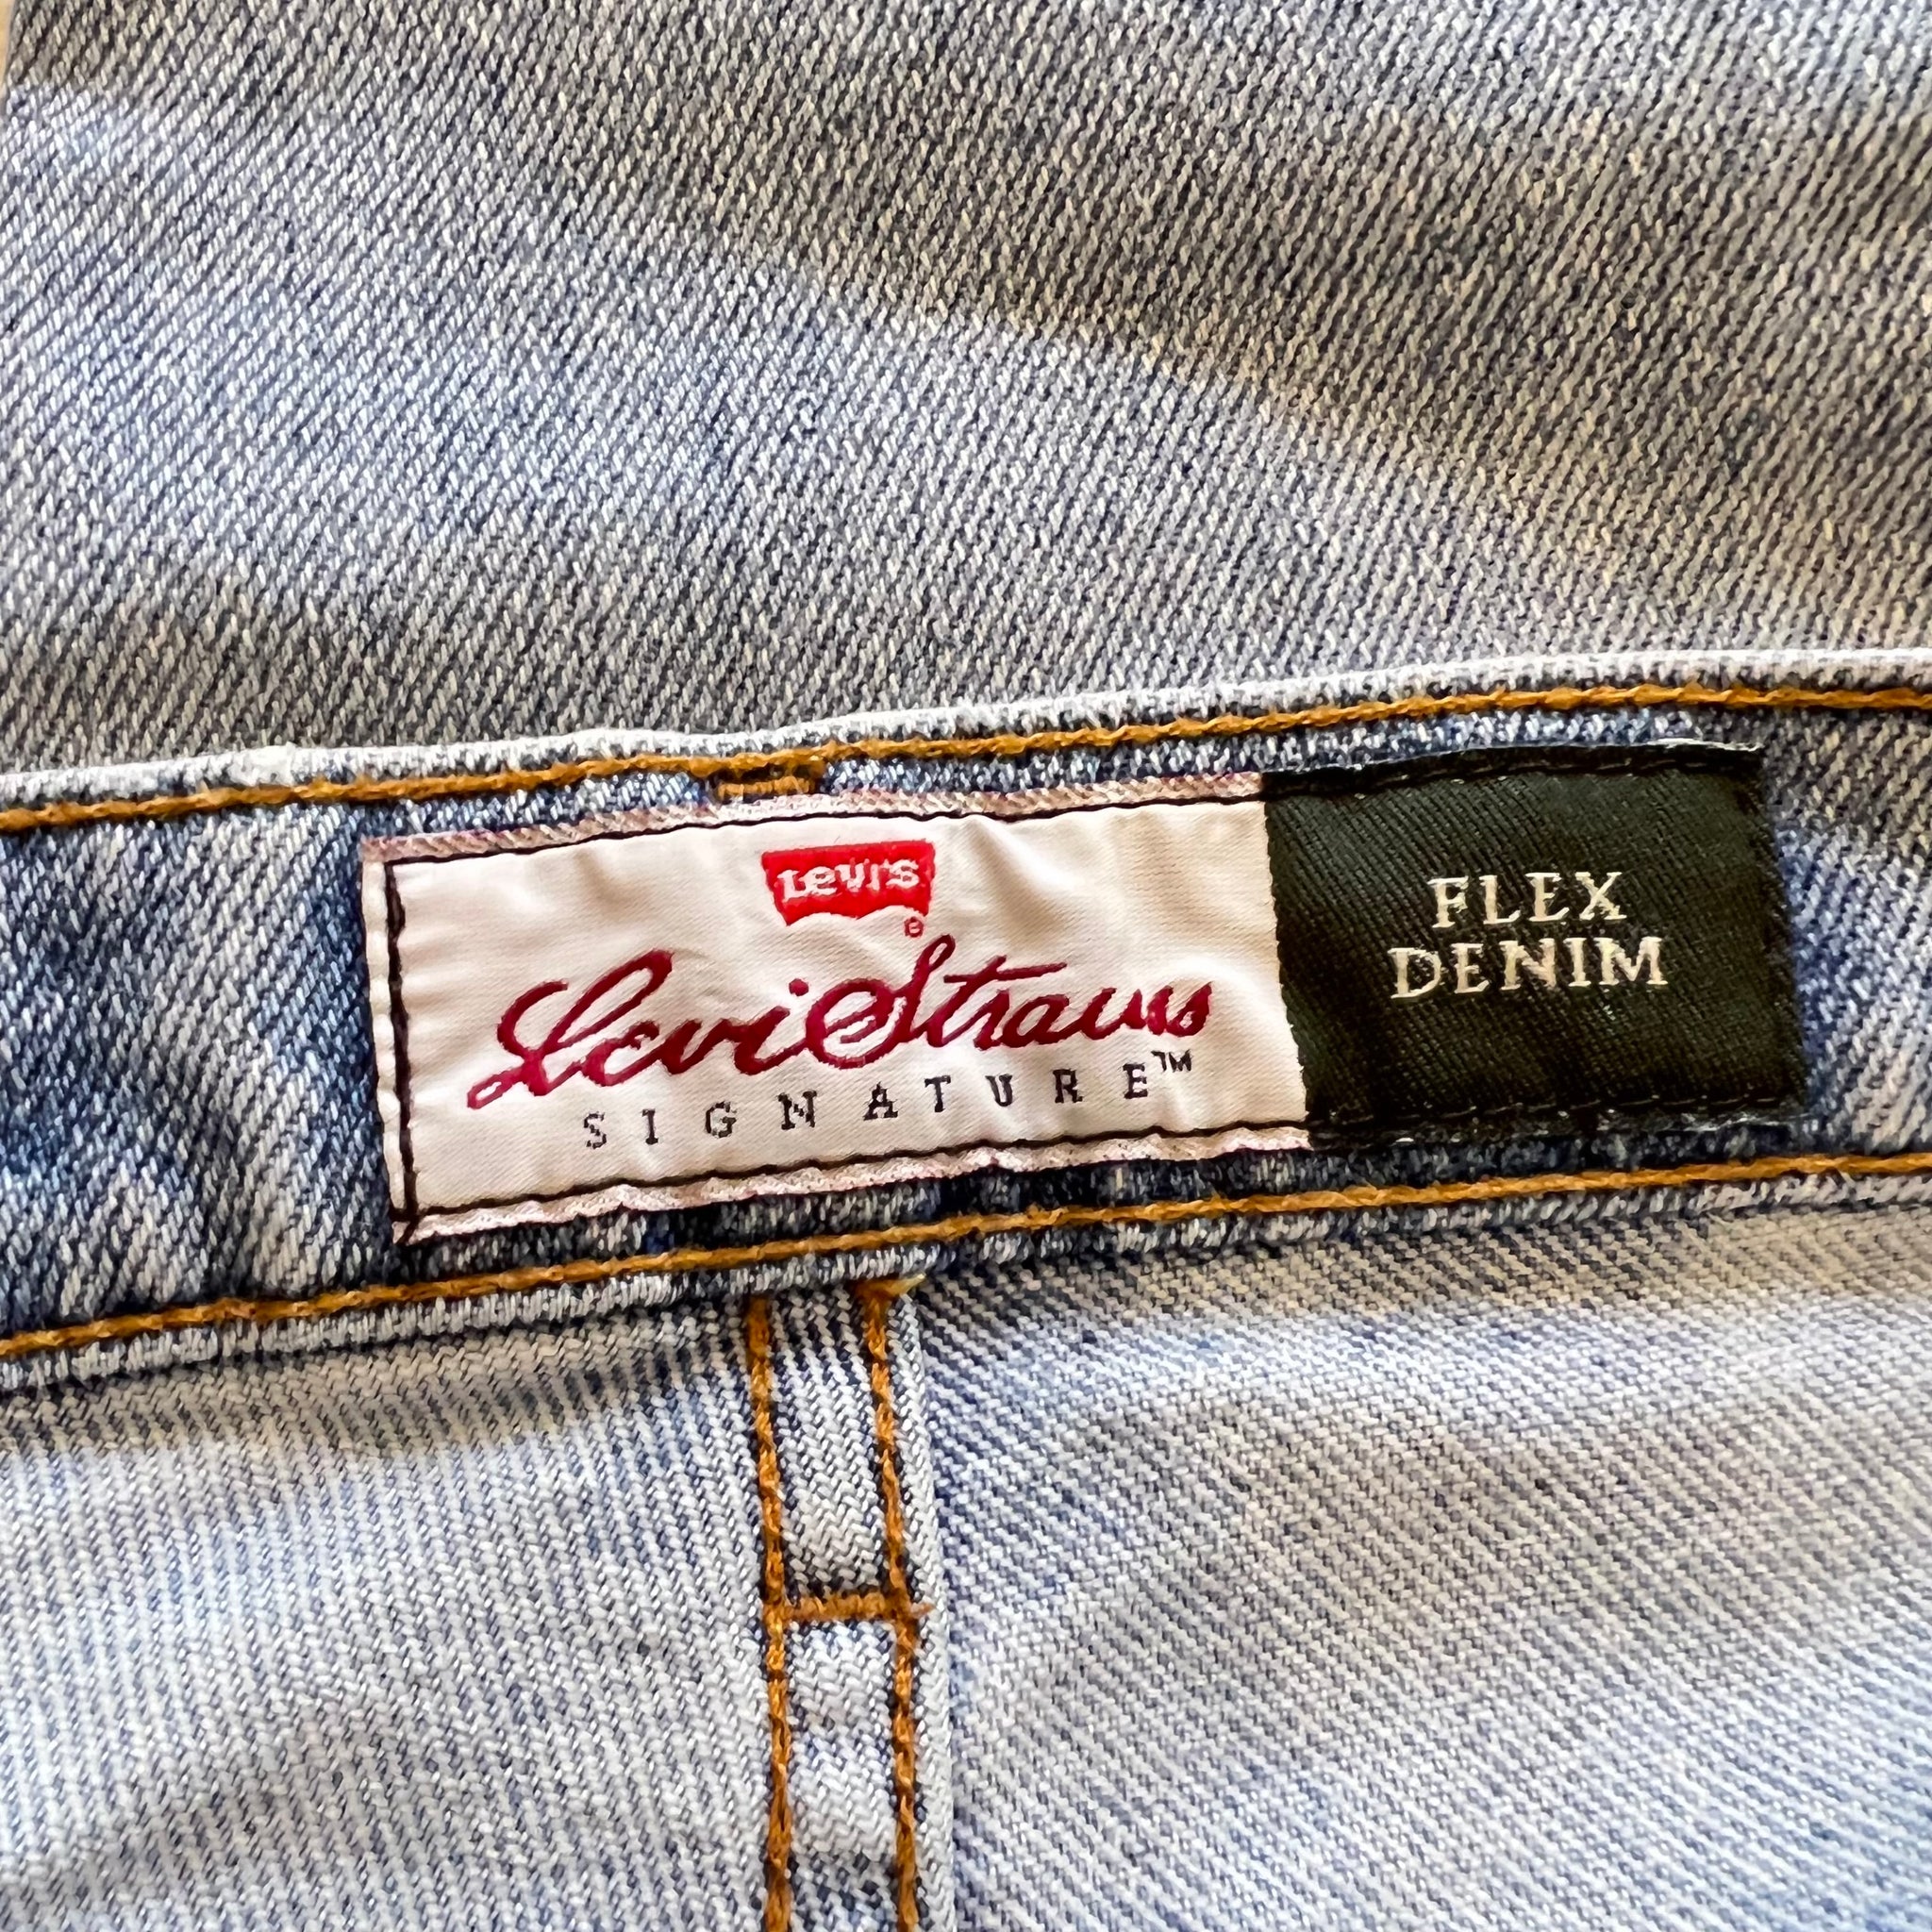 Levi's
®
Levi Strauss
SIGNATURE™
FLEX
DENIM